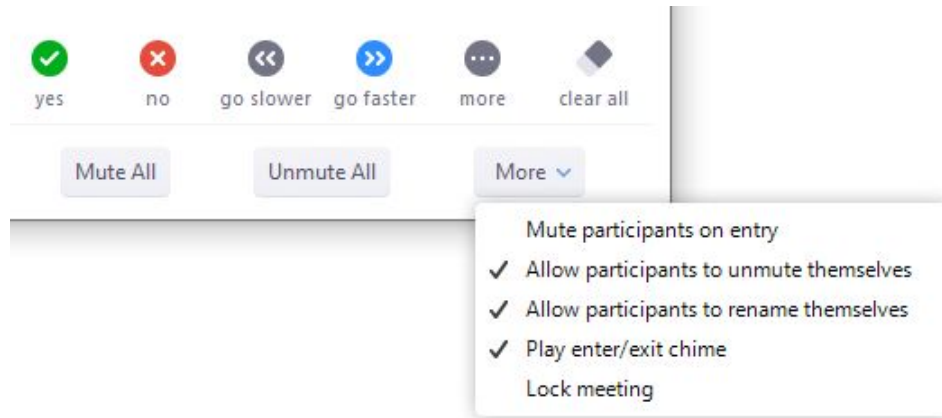 yes no go slower go faster more clear all
Mute All Unmute All More
Mute participants on entry
Allow participants to unmute themselves
Allow participants to rename themselves
Play enter/exit chime
Lock meeting